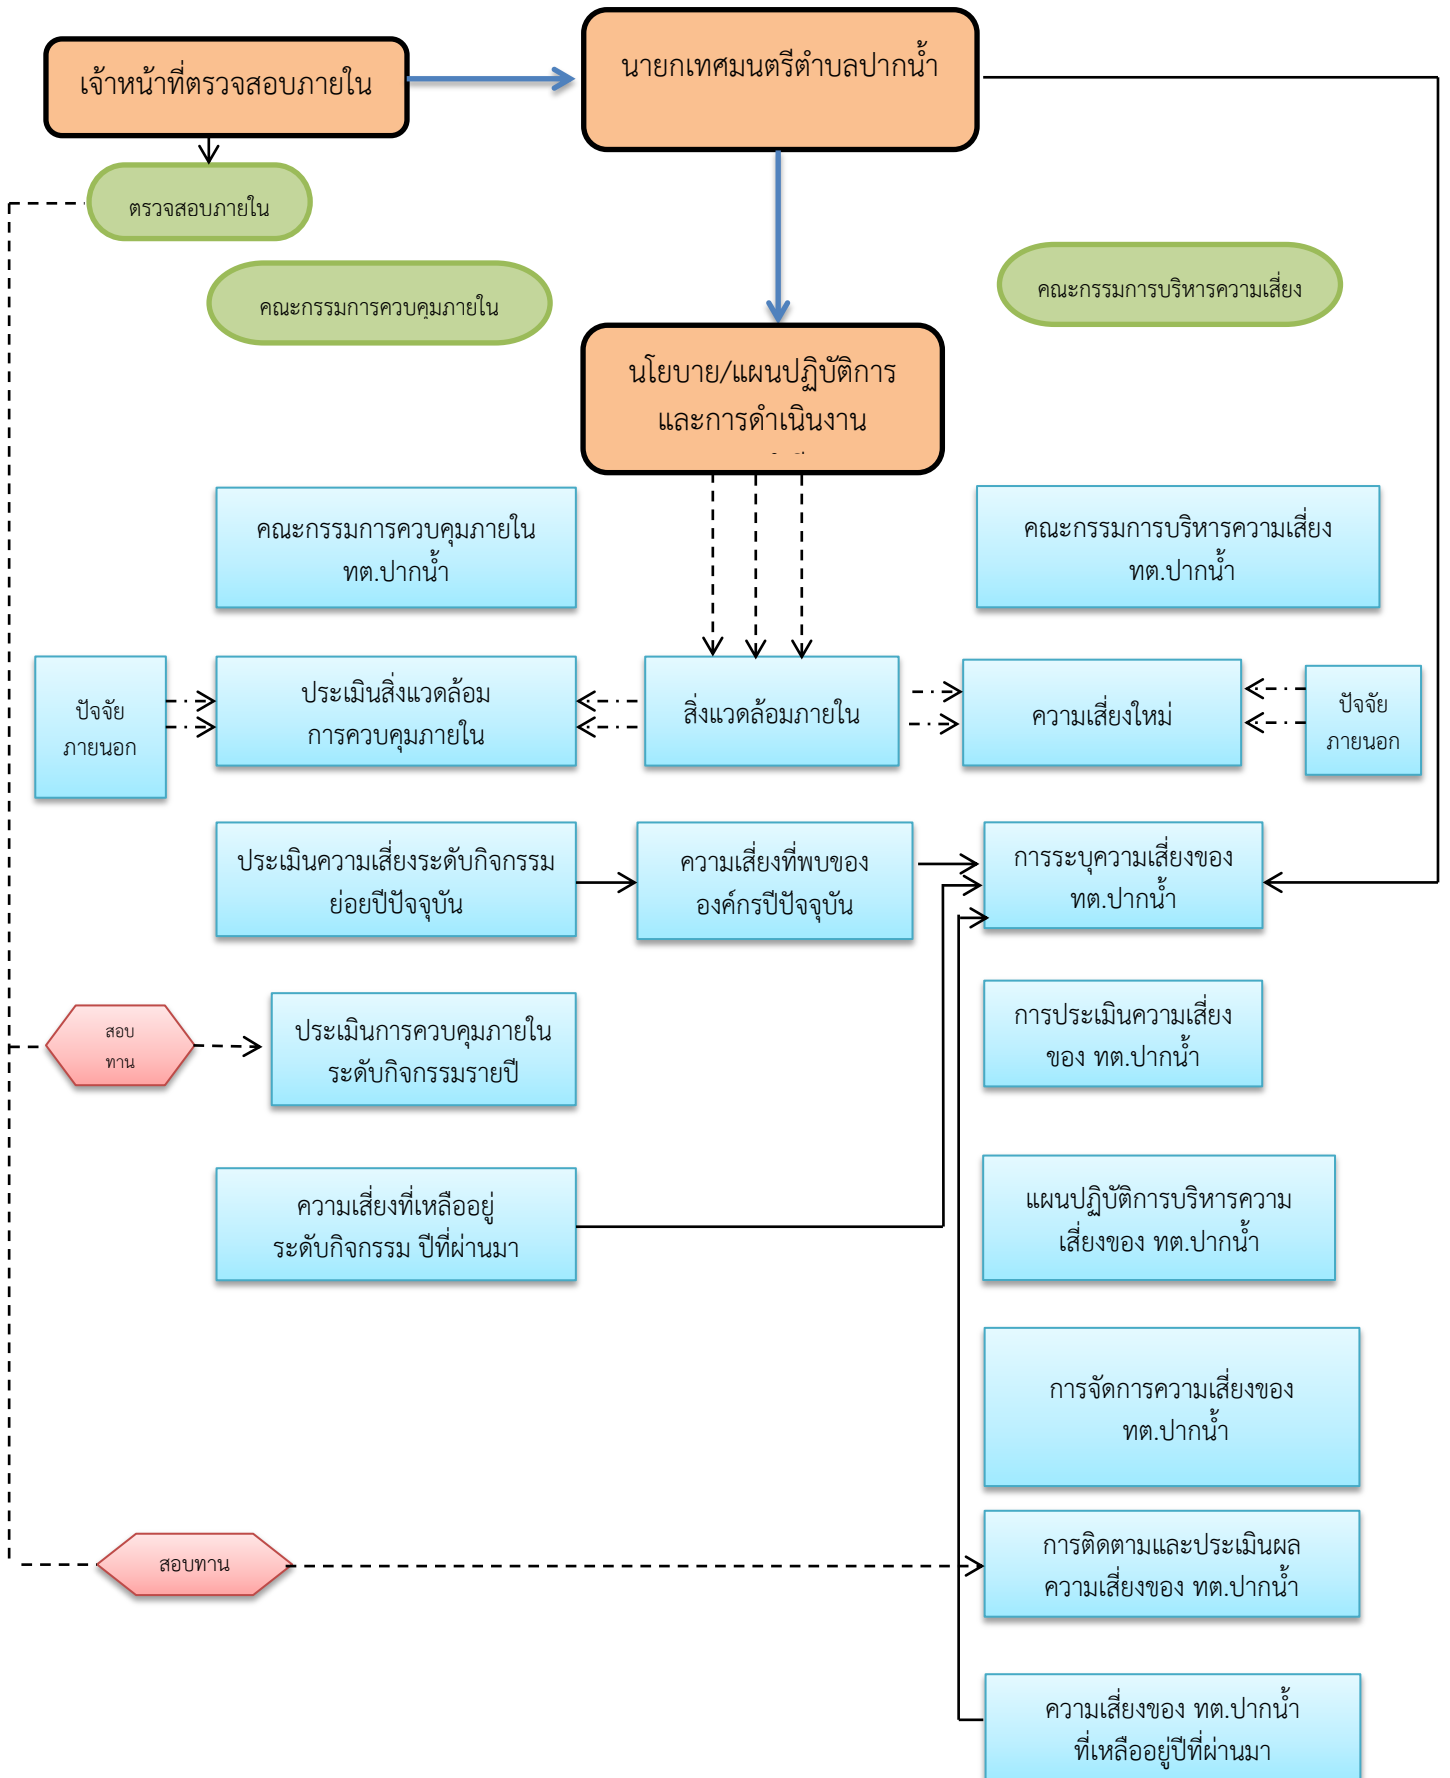 เจ้าหน้าที่ตรวจสอบภายใน
นายกเทศมนตรีตำบลปากน้ำ
ตรวจสอบภายใน
คณะกรรมการควบคุมภายใน
คณะกรรมการบริหารความเสี่ยง
นโยบาย/แผนปฏิบัติการ
และการดำเนินงาน
คณะกรรมการควบคุมภายใน
ทต.ปากน้ำ
คณะกรรมการบริหารความเสี่ยง
ทต.ปากน้ำ
ปัจจัย
ภายนอก
ประเมินสิ่งแวดล้อม
การควบคุมภายใน
สิ่งแวดล้อมภายใน
ความเสี่ยงใหม่
ปัจจัย
ภายนอก
ประเมินความเสี่ยงระดับกิจกรรม
ย่อยปีปัจจุบัน
ความเสี่ยงที่พบของ
องค์กรปีปัจจุบัน
การระบุความเสี่ยงของ
ทต.ปากน้ำ
สอบ
ทาน
ประเมินการควบคุมภายใน
ระดับกิจกรรมรายปี
การประเมินความเสี่ยง
ของ ทต.ปากน้ำ
ความเสี่ยงที่เหลืออยู่
ระดับกิจกรรม ปีที่ผ่านมา
แผนปฏิบัติการบริหารความ
เสี่ยงของ ทต.ปากน้ำ
การจัดการความเสี่ยงของ
ทต.ปากน้ำ
สอบทาน
การติดตามและประเมินผล
ความเสี่ยงของ ทต.ปากน้ำ
ความเสี่ยงของ ทต.ปากน้ำ
ที่เหลืออยู่ปีที่ผ่านมา